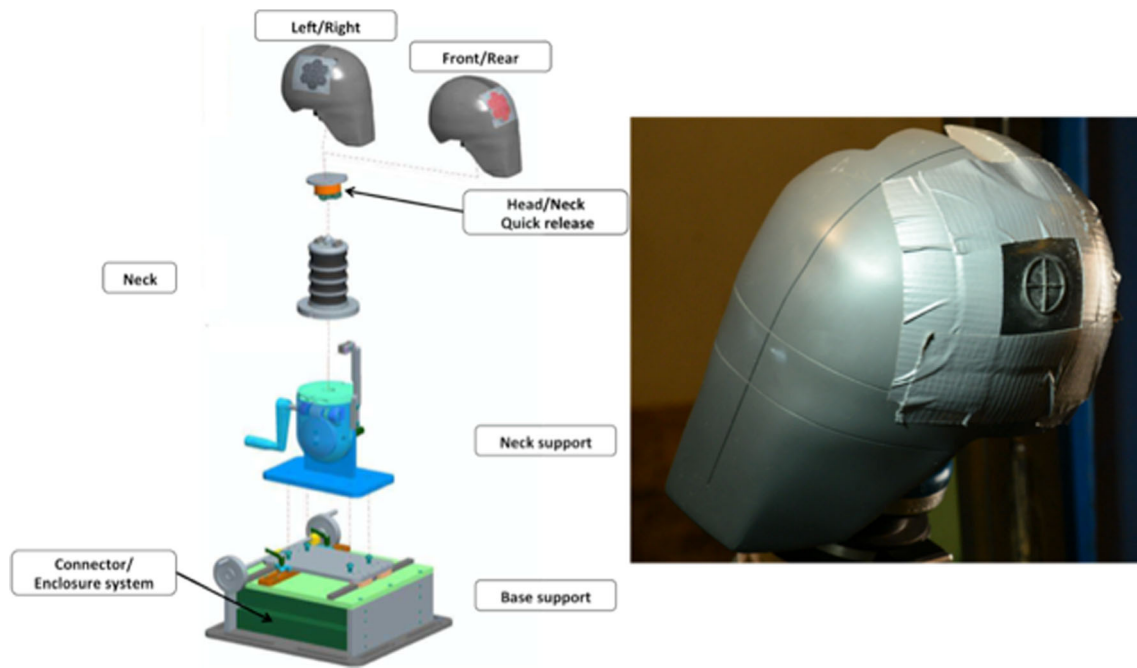 Left/Right
Front/Rear
Head/Neck
Quick release
Neck
Neck support
Connector/
Enclosure system
Base support